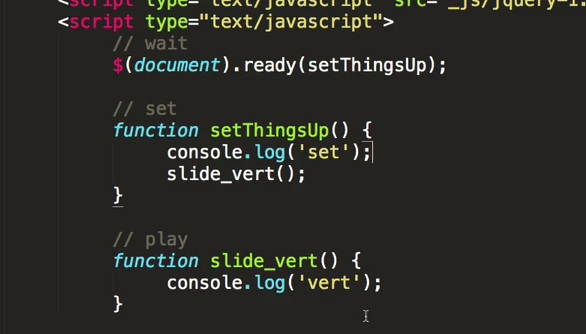 <script type="text/javascript" src="_js/jquery-1.
<script type="text/javascript">
// wait
$(document).ready(setThingsUp);
// set
function setThingsUp() {
console.log('set');
slide_vert();
}
// play
function slide_vert() {
console.log('vert');
}